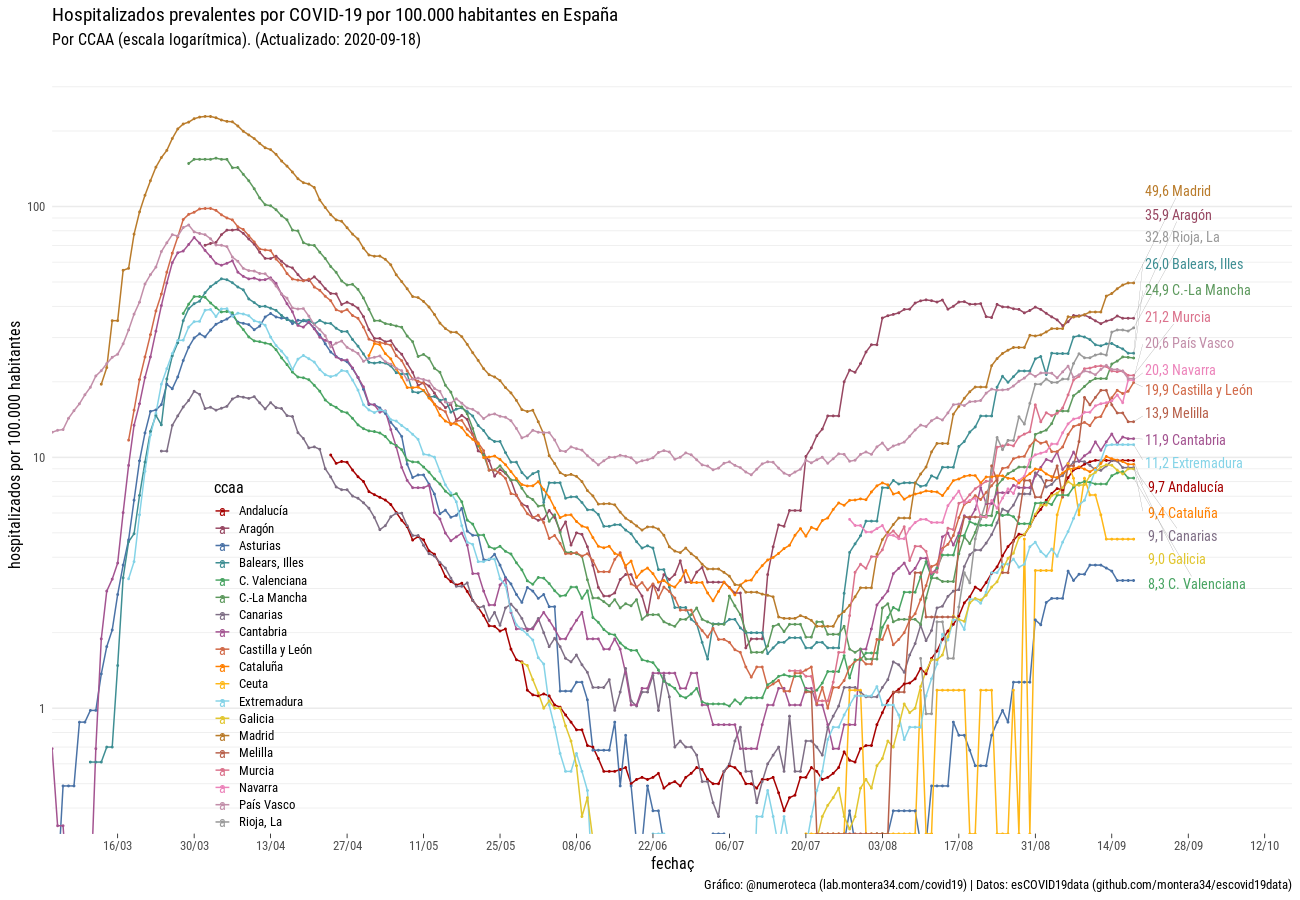 Hospitalizados prevalentes por COVID-19 por 100.000 habitantes en España
Por CCAA (escala logarítmica). (Actualizado: 2020-09-18)
hospitalizados por 100.000 habitantes
100
10
1
49,6 Madrid
35,9 Aragón
32,8 Rioja, La
26,0 Balears, Illes
24,9 C.-La Mancha
21,2 Murcia
20,6 País Vasco
20,3 Navarra
19,9 Castilla y León
13,9 Melilla
11,9 Cantabria
11,2 Extremadura
9,7 Andalucía
9,4 Cataluña
9,1 Canarias
9,0 Galicia
8,3 C. Valenciana
ccaa
Andalucía
Aragón
Asturias
Balears, Illes
C. Valenciana
C.-La Mancha
Canarias
Cantabria
Castilla y León
Cataluña
Ceuta
Extremadura
Galicia
Madrid
Melilla
Murcia
Navarra
País Vasco
Rioja, La
16/03 30/03 13/04 27/04 11/05 25/05 08/06 22/06 06/07 20/07 03/08 17/08 31/08 14/09 28/09 12/10
fechaç
Gráfico: @numeroteca (lab.montera34.com/covid19) | Datos: esCOVID19data (github.com/montera34/escovid19data)